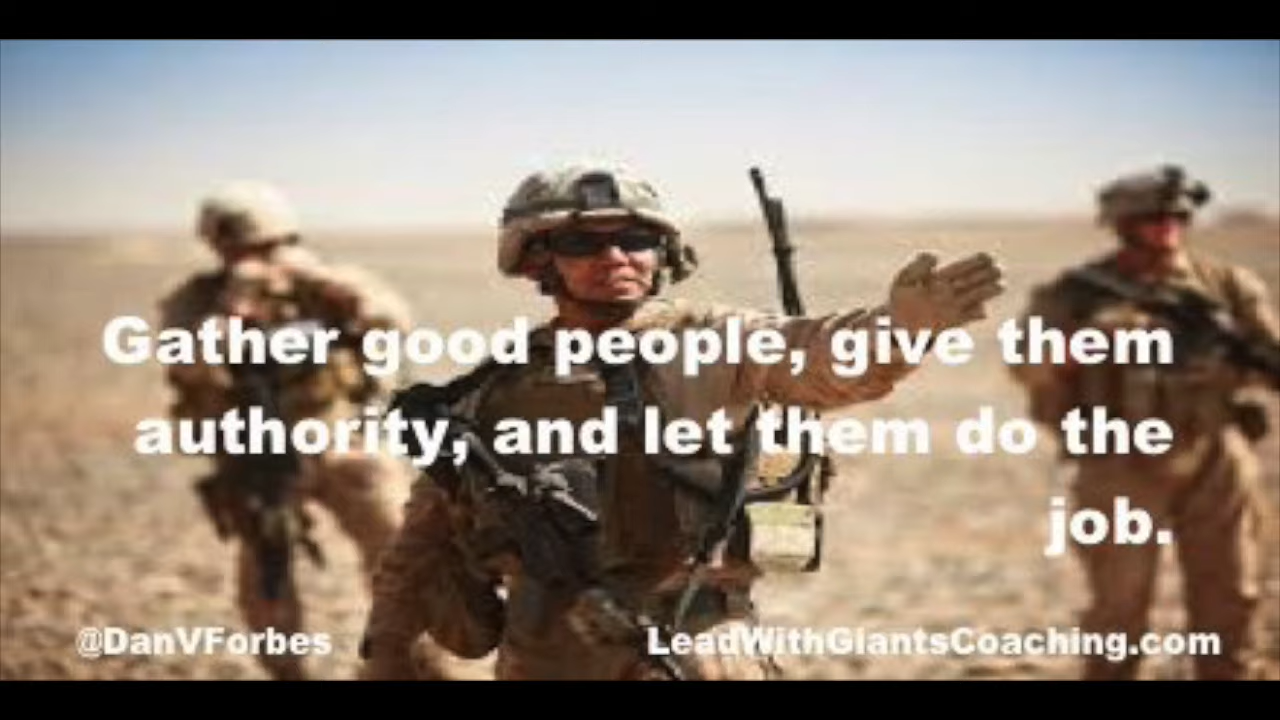 Gather good people, give them
authority, and let them do the
job.
@DanVForbes
LeadWithGiantsCoaching.com